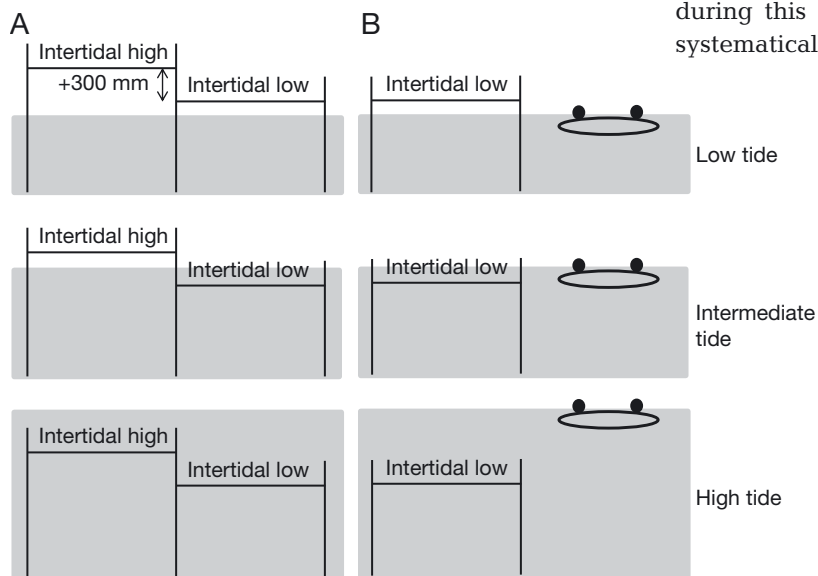 during this
systematical
A
Intertidal high
+300 mm
Intertidal low
B
Intertidal low
Low tide
Intertidal high
Intertidal low
Intertidal low
Intermediate
tide
Intertidal high
Intertidal low
Intertidal low
High tide